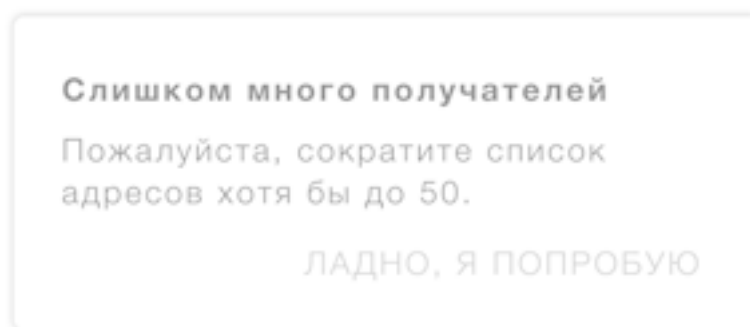 Слишком много получателей
Пожалуйста, сократите список
адресов хотя бы до 50.
ЛАДНО, Я ПОПРОБУЮ